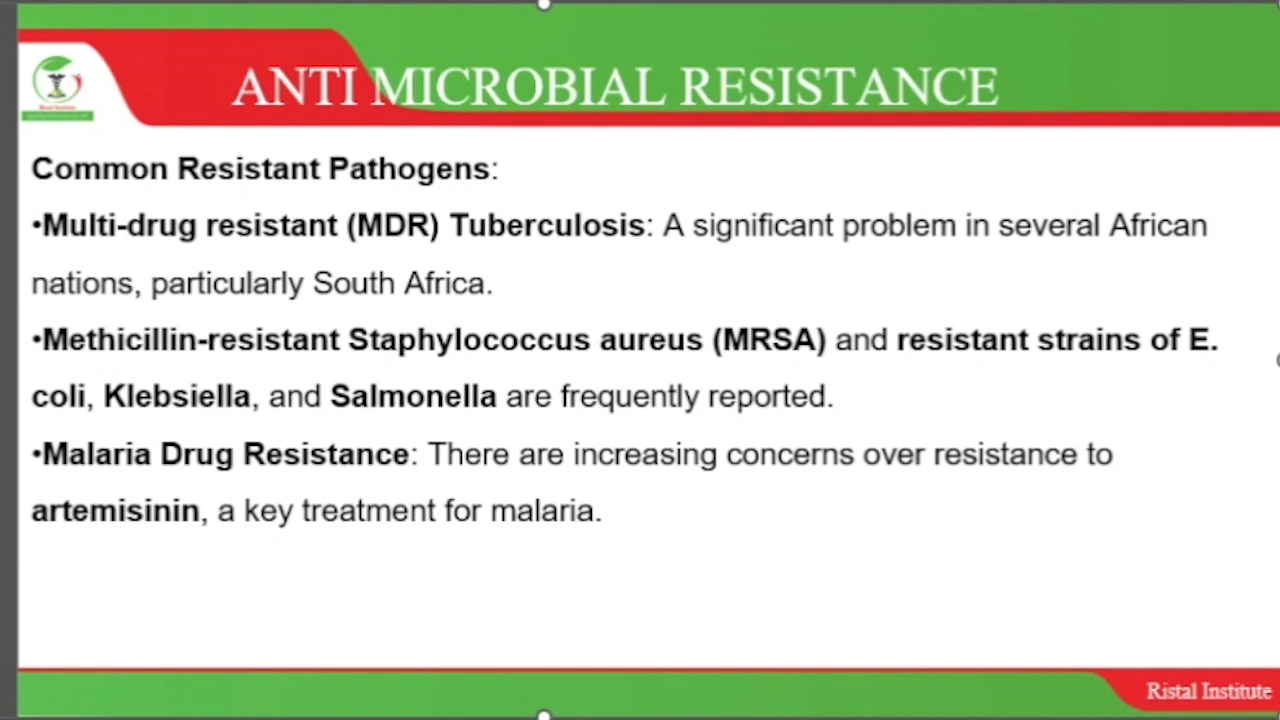 ANTI MICROBIAL RESISTANCE
Ristal Institute
Common Resistant Pathogens:
•Multi-drug resistant (MDR) Tuberculosis: A significant problem in several African
nations, particularly South Africa.
•Methicillin-resistant Staphylococcus aureus (MRSA) and resistant strains of E.
coli, Klebsiella, and Salmonella are frequently reported.
•Malaria Drug Resistance: There are increasing concerns over resistance to
artemisinin, a key treatment for malaria.
Ristal Institute